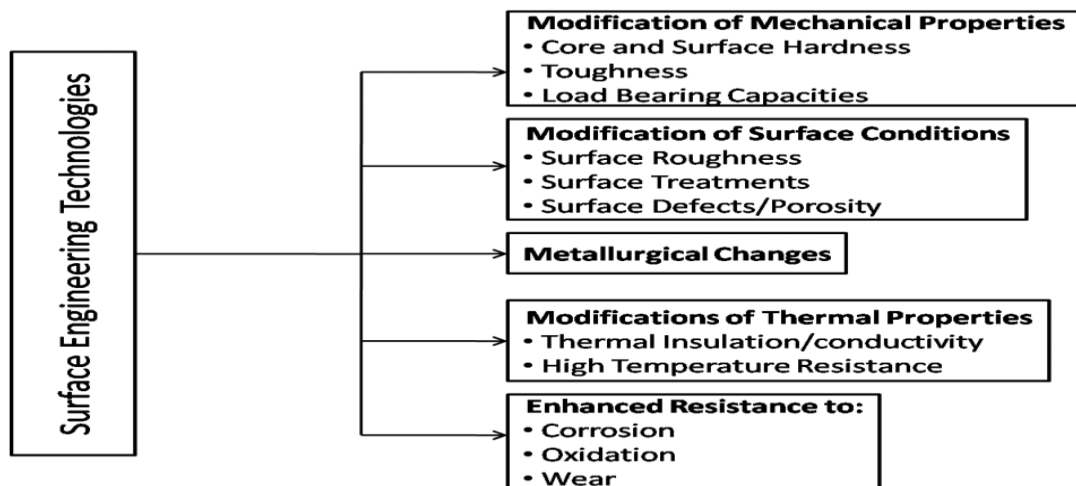 Surface Engineering Technologies
Modification of Mechanical Properties
• Core and Surface Hardness
• Toughness
• Load Bearing Capacities
Modification of Surface Conditions
• Surface Roughness
• Surface Treatments
• Surface Defects/Porosity
Metallurgical Changes
Modifications of Thermal Properties
• Thermal Insulation/conductivity
• High Temperature Resistance
Enhanced Resistance to:
• Corrosion
• Oxidation
• Wear